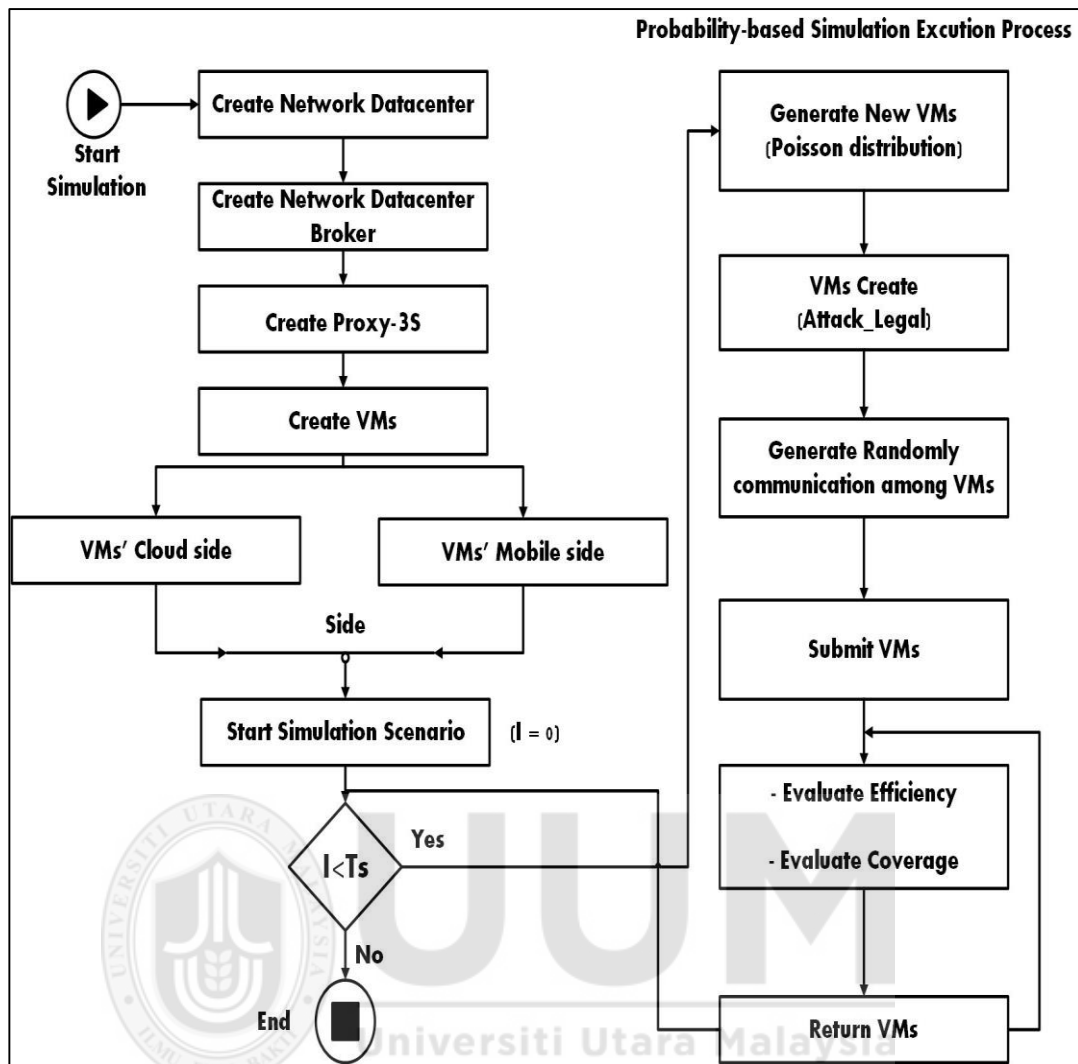 Probability-based Simulation Excution Process
Start
Simulation
Create Network Datacenter
Create Network Datacenter
Broker
Create Proxy-3S
Create VMs
VMs' Cloud side
VMs' Mobile side
Side
Start Simulation Scenario
(I = 0)
I<Ts
Yes
No
End
Generate New VMs
(Poisson distribution)
VMs Create
(Attack_Legal)
Generate Randomly
communication among VMs
Submit VMs
- Evaluate Efficiency
- Evaluate Coverage
Return VMs
UUM
Universiti Utara Malaysia
UNIVERSITI UTARA MALAYSIA